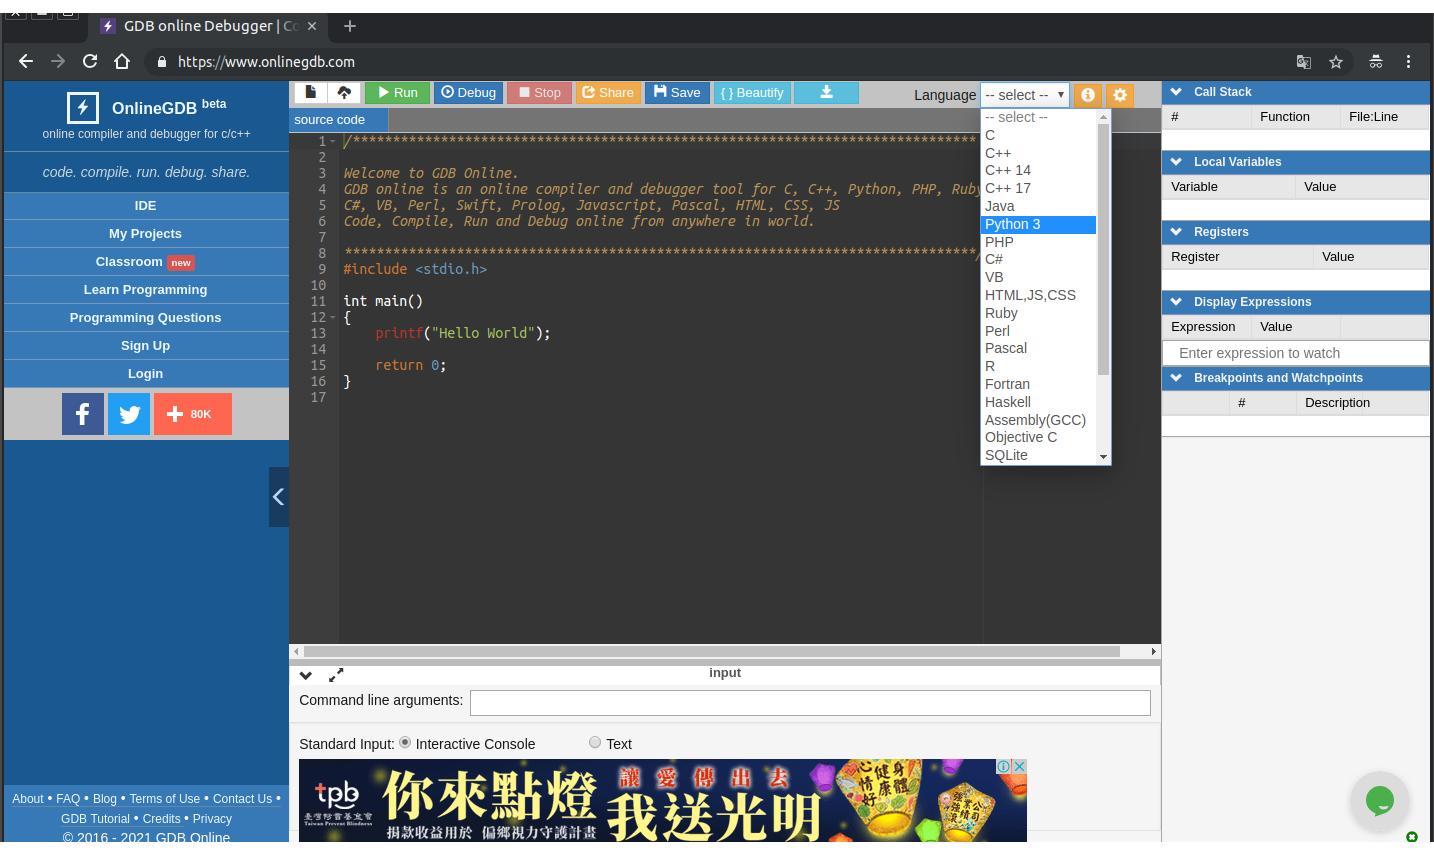 GDB online Debugger | Co
https://www.onlinegdb.com
OnlineGDB beta
online compiler and debugger for c/c++
code. compile. run. debug. share.
IDE
My Projects
Classroom new
Learn Programming
Programming Questions
Sign Up
Login
80K
About • FAQ • Blog • Terms of Use • Contact Us •
GDB Tutorial • Credits • Privacy
© 2016 - 2021 GDB Online
Run Debug Stop Share Save { } Beautify
Language -- select --
source code
-- select --
C
C++
C++ 14
C++ 17
Java
Python 3
PHP
C#
VB
HTML,JS,CSS
Ruby
Perl
Pascal
R
Fortran
Haskell
Assembly(GCC)
Objective C
SQLite
1 /******************************************************************************
2
3 Welcome to GDB Online.
4 GDB online is an online compiler and debugger tool for C, C++, Python, PHP, Ruby
5 C#, VB, Perl, Swift, Prolog, Javascript, Pascal, HTML, CSS, JS
6 Code, Compile, Run and Debug online from anywhere in world.
7
8 *******************************************************************************/
9 #include <stdio.h>
10
11 int main()
12 {
13 printf("Hello World");
14
15 return 0;
16 }
17
input
Command line arguments:
Standard Input: Interactive Console Text
tpb
臺灣防盲基金會
Taiwan Prevent Blindness
你來點燈
捐款收益用於 偏鄉視力守護計畫
讓愛傳出去
我送光明
身體健康
心情好
Call Stack
# Function File:Line
Local Variables
Variable Value
Registers
Register Value
Display Expressions
Expression Value
Enter expression to watch
Breakpoints and Watchpoints
# Description